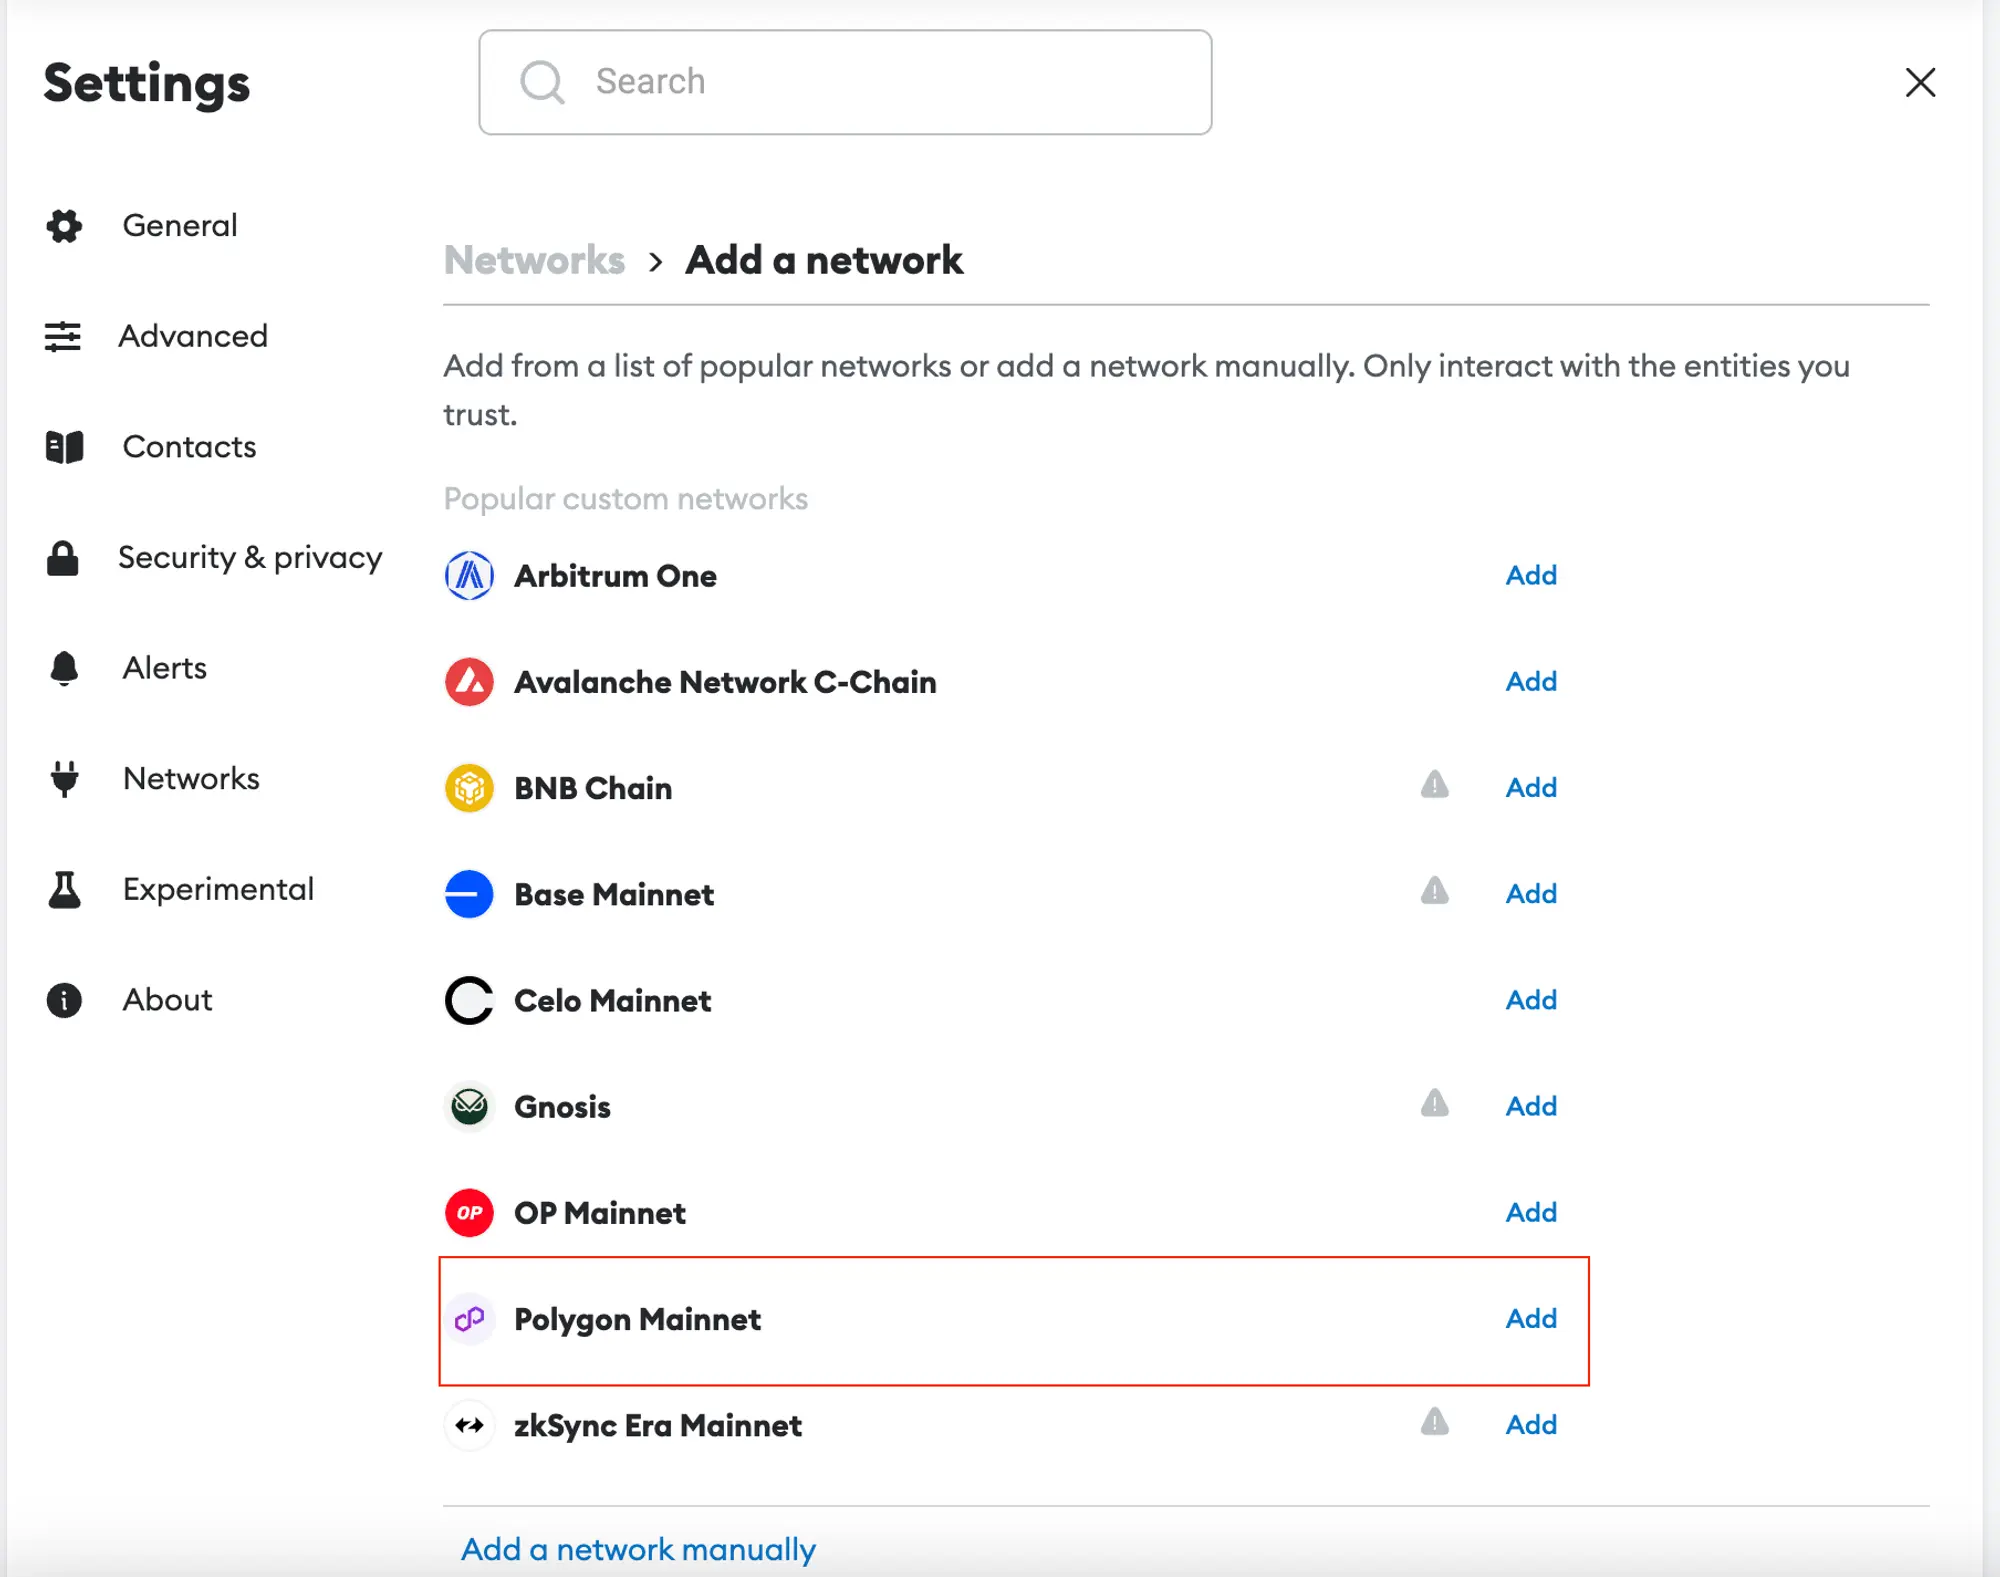 Settings
Search
General
Advanced
Contacts
Security & privacy
Alerts
Networks
Experimental
About
Networks > Add a network
Add from a list of popular networks or add a network manually. Only interact with the entities you
trust.
Popular custom networks
Arbitrum One Add
Avalanche Network C-Chain Add
BNB Chain Add
Base Mainnet Add
Celo Mainnet Add
Gnosis Add
OP OP Mainnet Add
Polygon Mainnet Add
zkSync Era Mainnet Add
Add a network manually